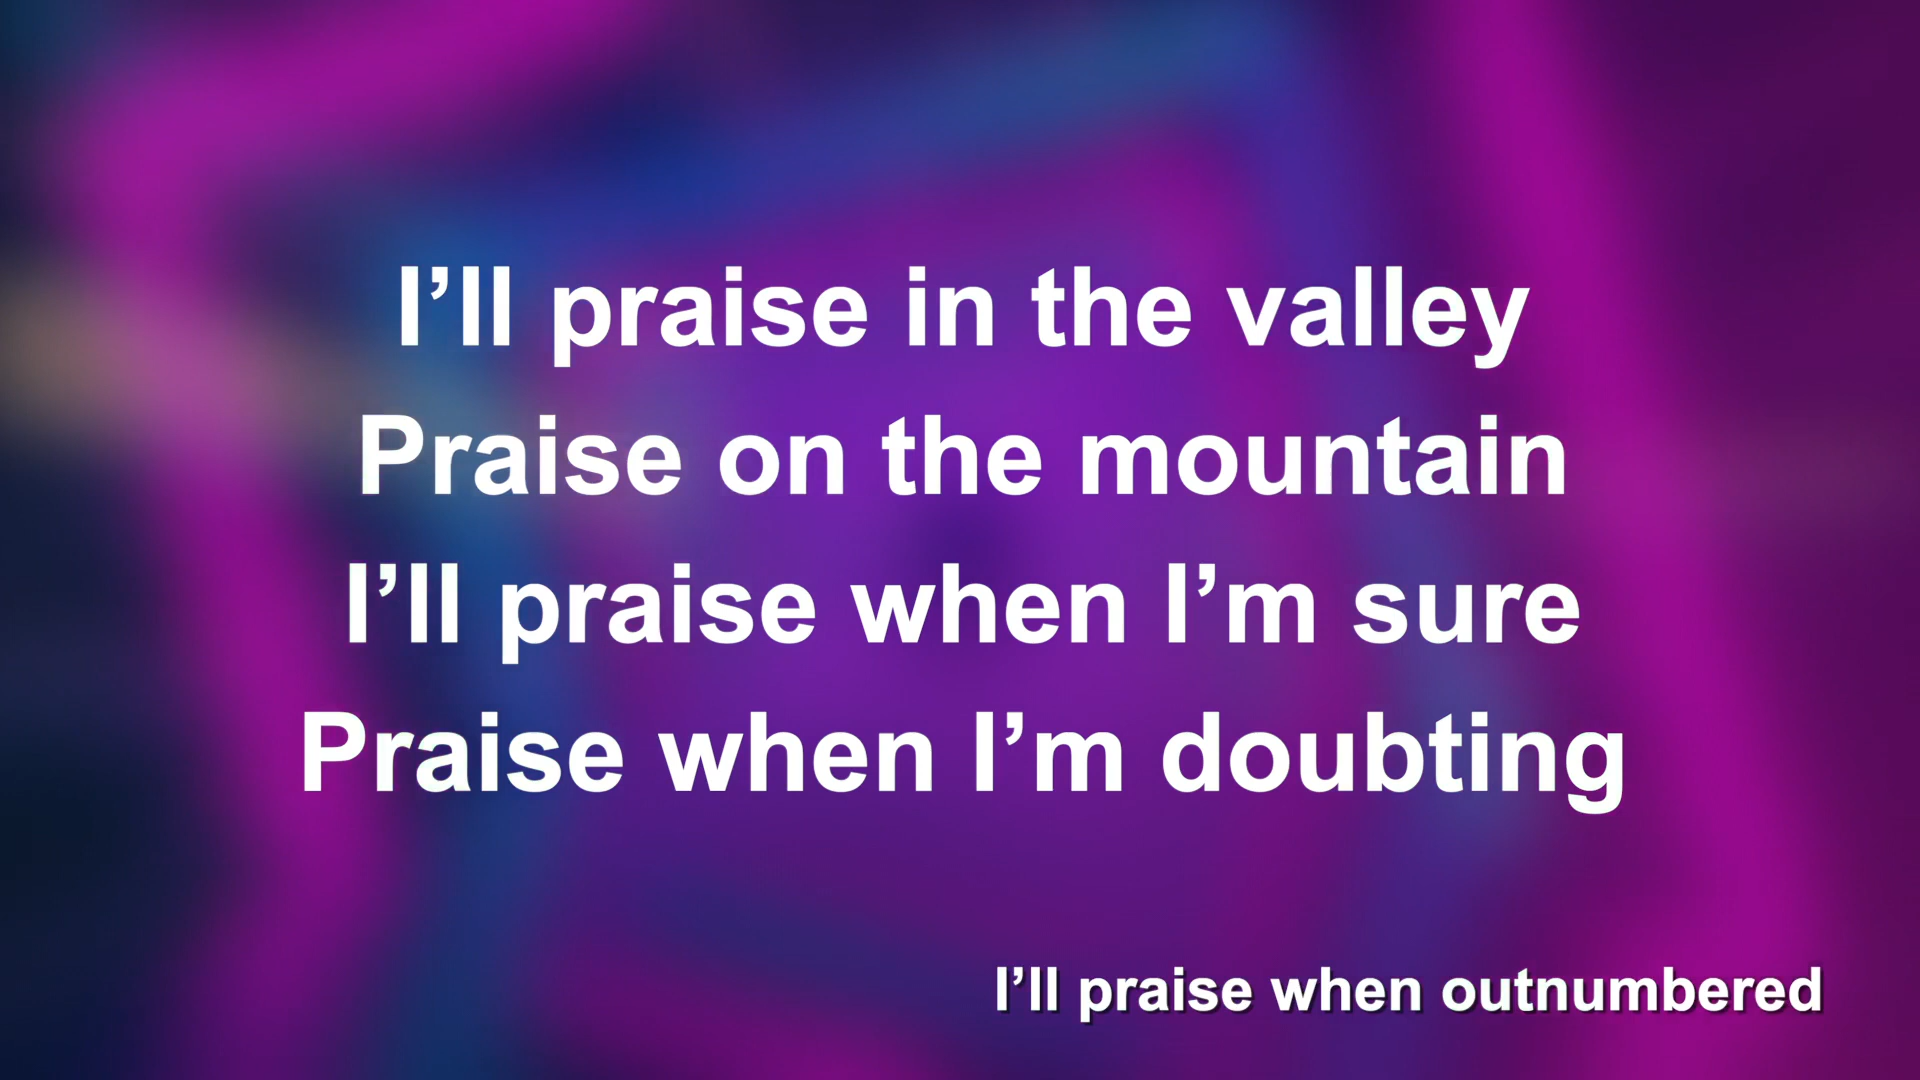 I’ll praise in the valley
Praise on the mountain
I’ll praise when I’m sure
Praise when I’m doubting
I’ll praise when outnumbered